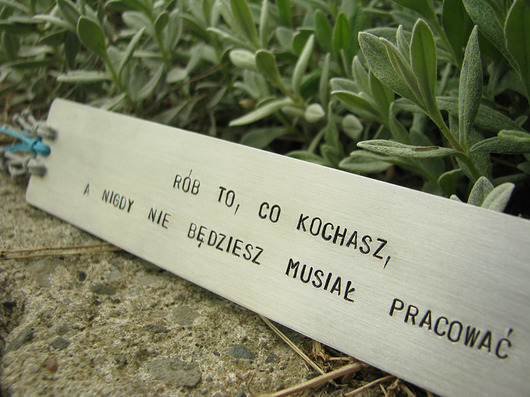 RÓB TO, CO KOCHASZ,
A NIGDY NIE BĘDZIESZ MUSIAŁ PRACOWAĆ